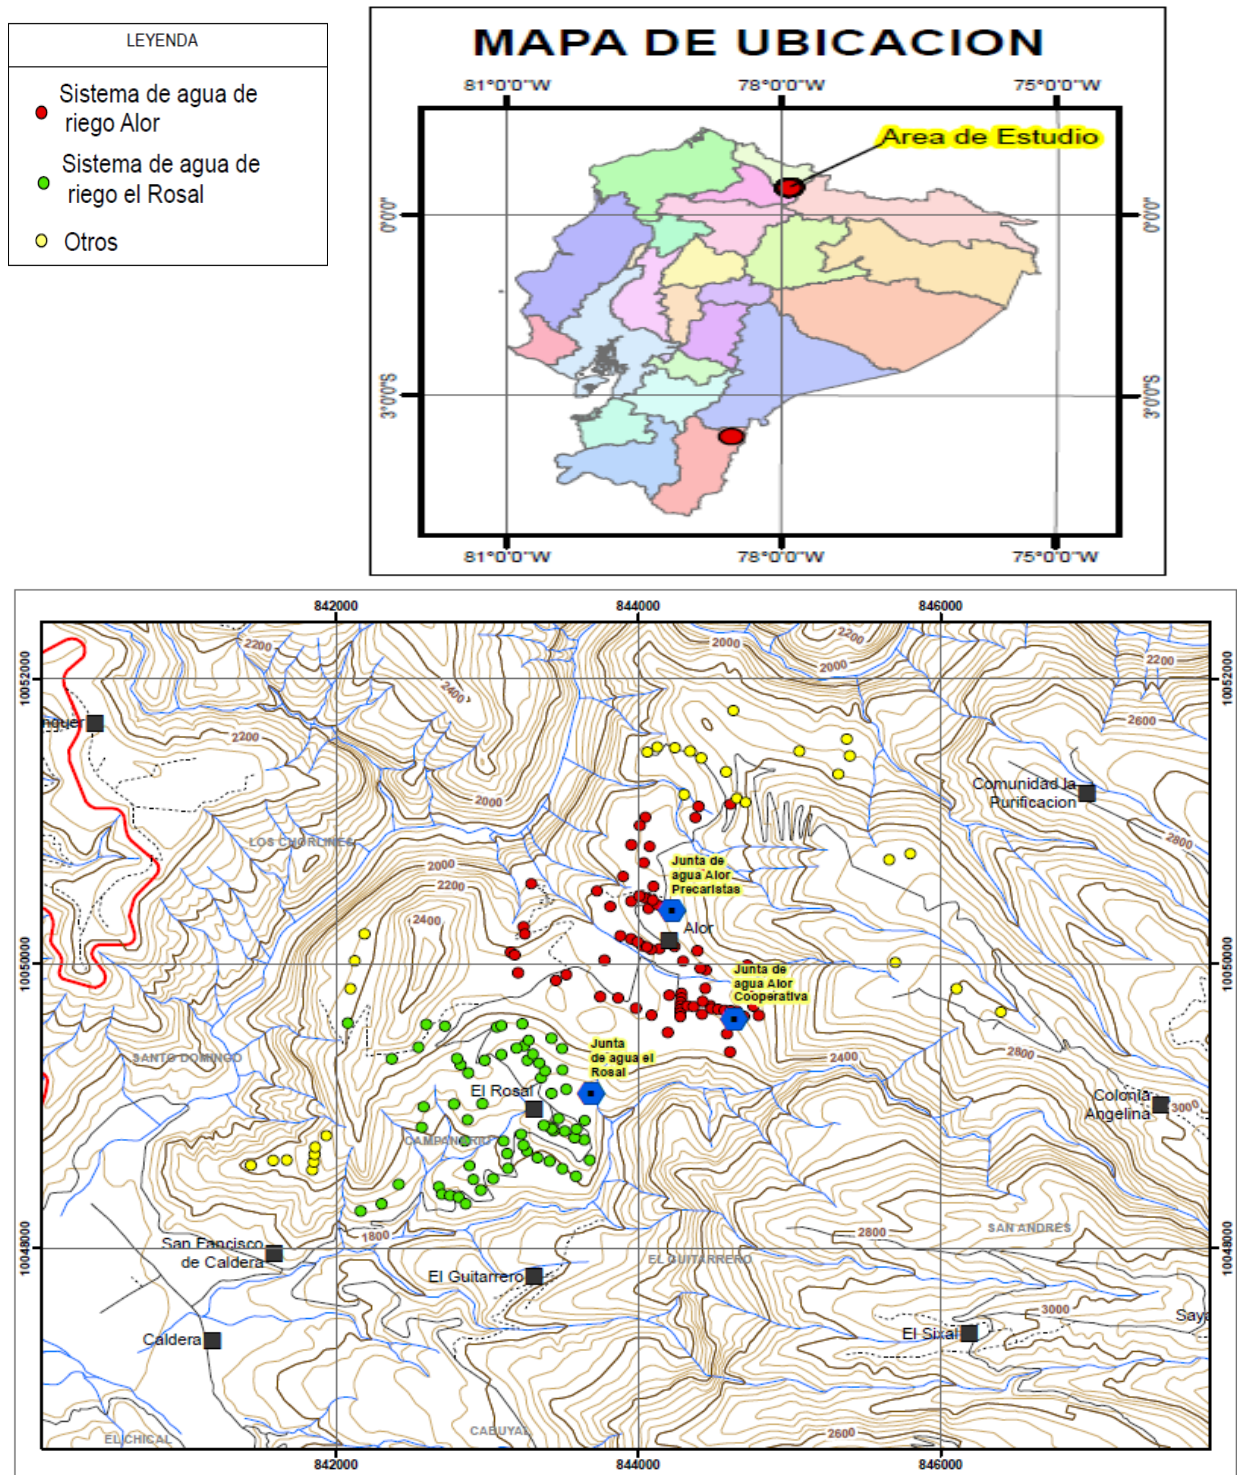 LEYENDA
Sistema de agua de
riego Alor
Sistema de agua de
riego el Rosal
Otros
MAPA DE UBICACION
81°0'0"W
78°0'0"W
75°0'0"W
Area de Estudio
0°0'0"
0°0'0"
3°0'0"S
3°0'0"S
81°0'0"W
78°0'0"W
75°0'0"W
842000
844000
846000
2200
2000
2200
2000
2200
10052000
10052000
2400
2600
nguer
2200
Comunidad la
Purificacion
2000
LOS CHORLINES
2800
2000
2200
Junta de
agua Alor
Precaristas
2400
Alor
10050000
10050000
Junta de
agua Alor
Cooperativa
SANTO DOMINGO
Junta
de agua el
Rosal
2400
2800
El Rosal
Colonia
Angelina
3000
CAMPANARIO
1800
2800
SAN ANDRES
San Fancisco
de Caldera
10048000
10048000
EL GUITARRERO
El Guitarrero
3000
Saya
Caldera
El Sixal
EL CHICAL
CABUYAL
2600
842000
844000
846000